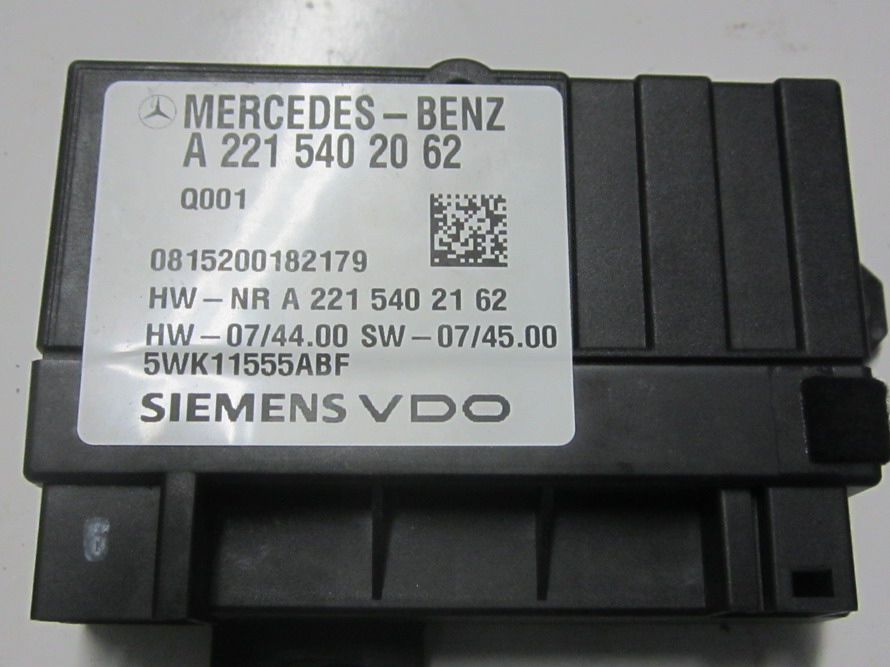 MERCEDES-BENZ
A 221 540 20 62
Q001
0815200182179
HW-NR A 221 540 21 62
HW-07/44.00 SW-07/45.00
5WK11555ABF
SIEMENS VDO
6